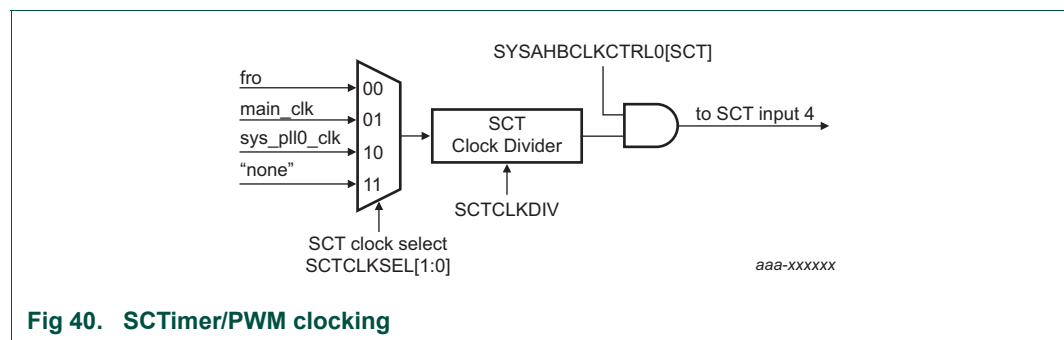 SYSAHBCLKCTRL0[SCT]
fro
00
main_clk
01
sys_pll0_clk
10
“none”
11
SCT
Clock Divider
to SCT input 4
SCTCLKDIV
SCT clock select
SCTCLKSEL[1:0]
aaa-xxxxxx
Fig 40. SCTimer/PWM clocking